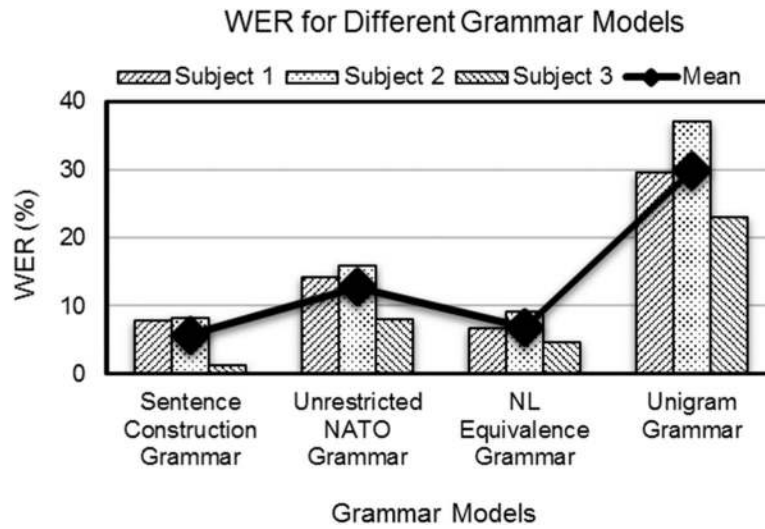 WER for Different Grammar Models
Subject 1 Subject 2 Subject 3 Mean
40
30
20
10
0
WER (%)
Sentence Construction Grammar
Unrestricted NATO Grammar
NL Equivalence Grammar
Unigram Grammar
Grammar Models